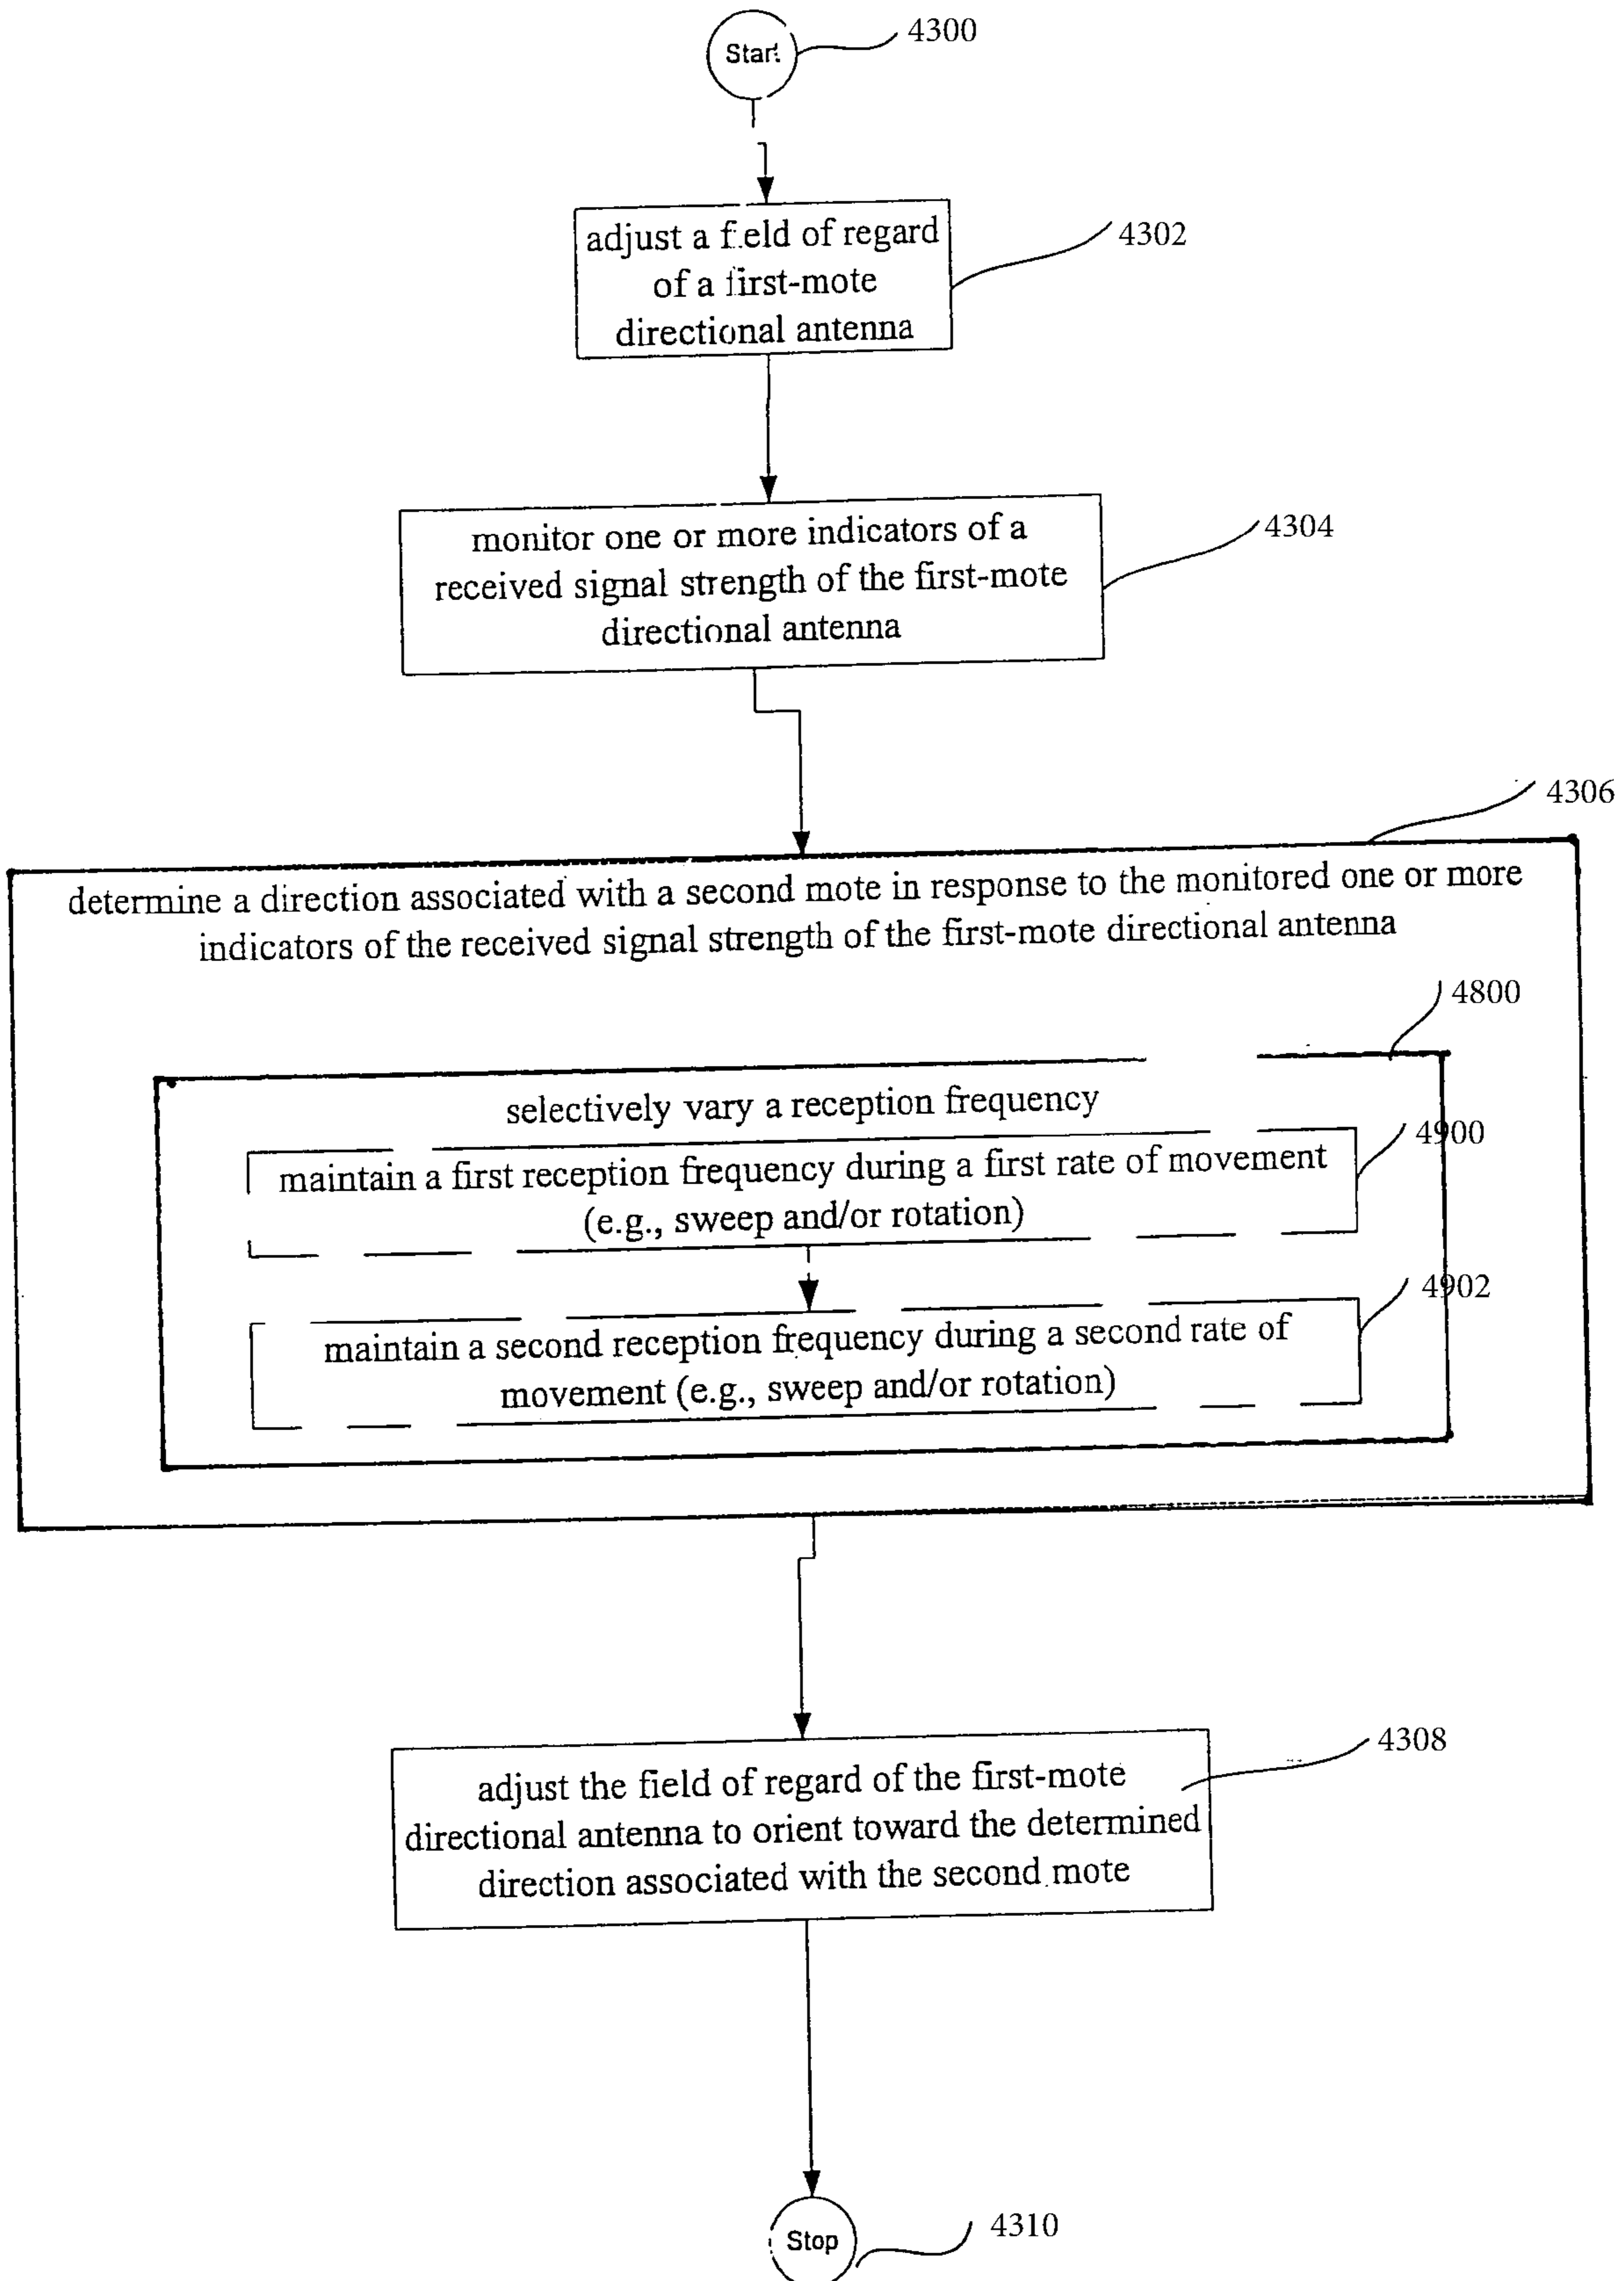 Start
4300
adjust a field of regard
of a first-mote
directional antenna
4302
monitor one or more indicators of a
received signal strength of the first-mote
directional antenna
4304
4306
determine a direction associated with a second mote in response to the monitored one or more
indicators of the received signal strength of the first-mote directional antenna
4800
selectively vary a reception frequency
4900
maintain a first reception frequency during a first rate of movement
(e.g., sweep and/or rotation)
4902
maintain a second reception frequency during a second rate of
movement (e.g., sweep and/or rotation)
4308
adjust the field of regard of the first-mote
directional antenna to orient toward the determined
direction associated with the second mote
Stop
4310